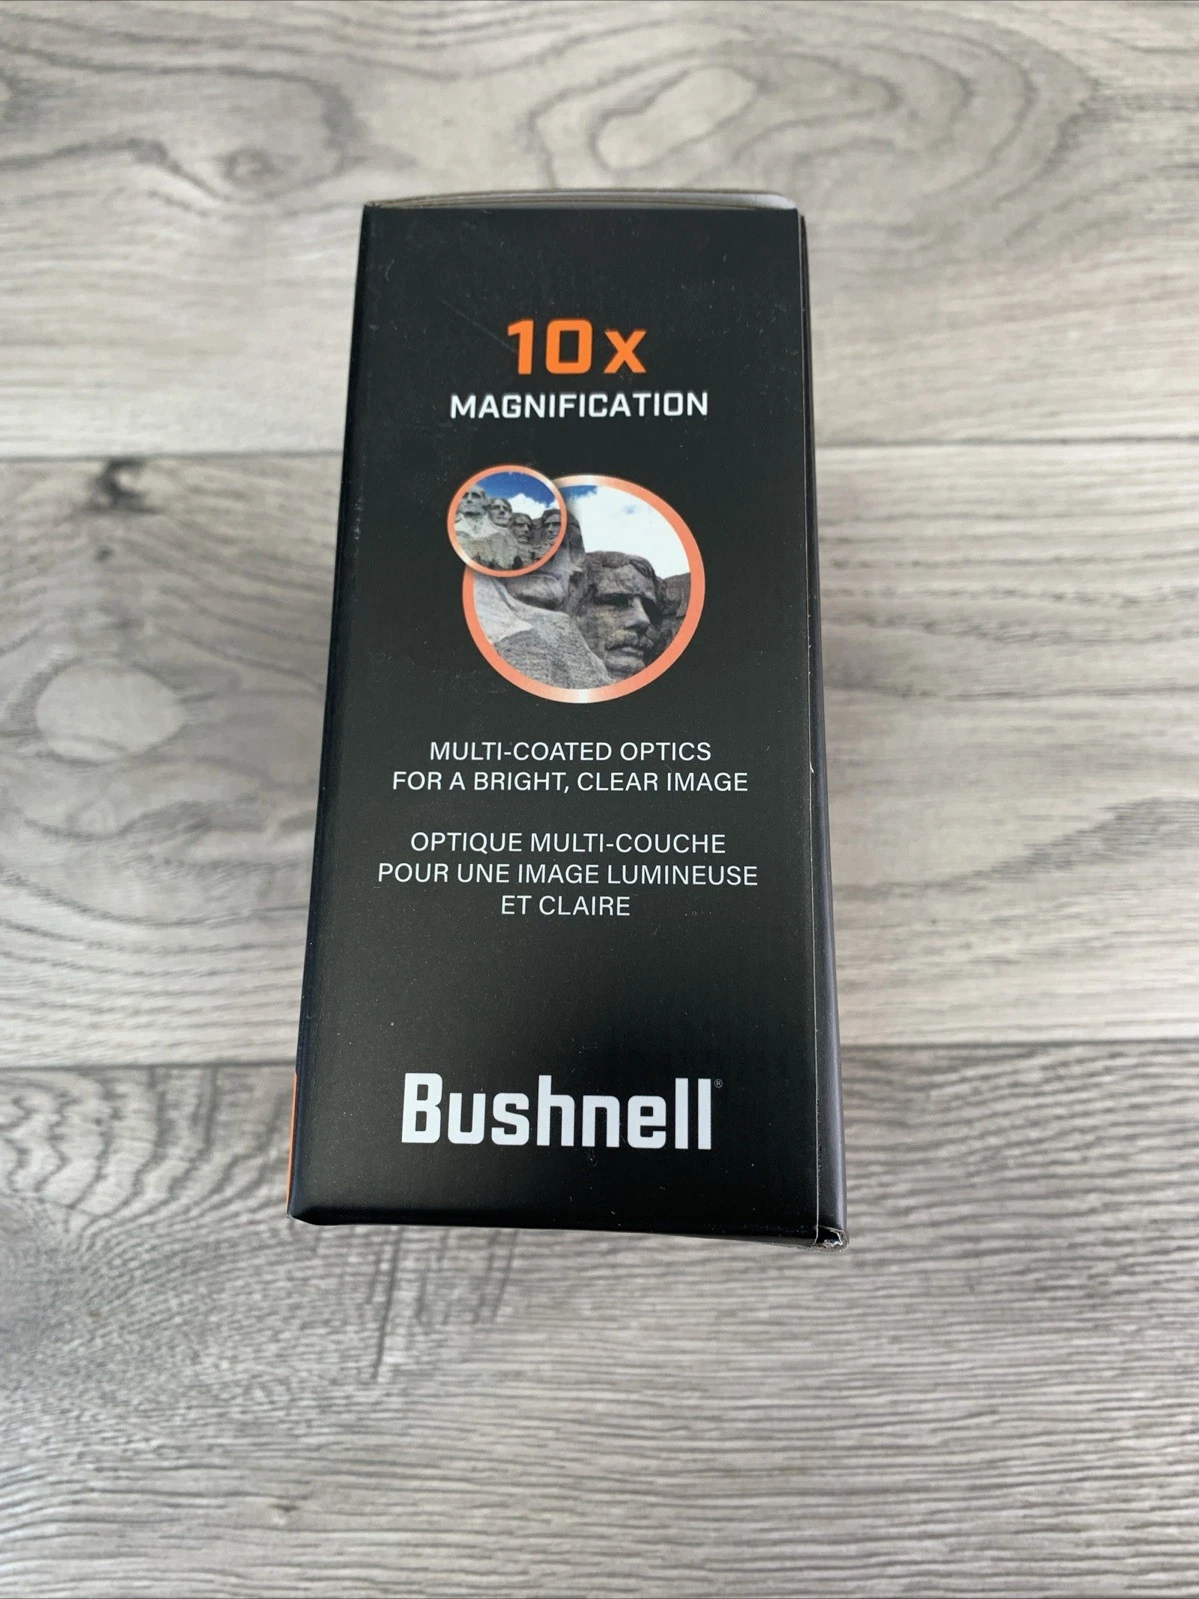 10x
MAGNIFICATION
MULTI-COATED OPTICS
FOR A BRIGHT, CLEAR IMAGE
OPTIQUE MULTI-COUCHE
POUR UNE IMAGE LUMINEUSE
ET CLAIRE
Bushnell®